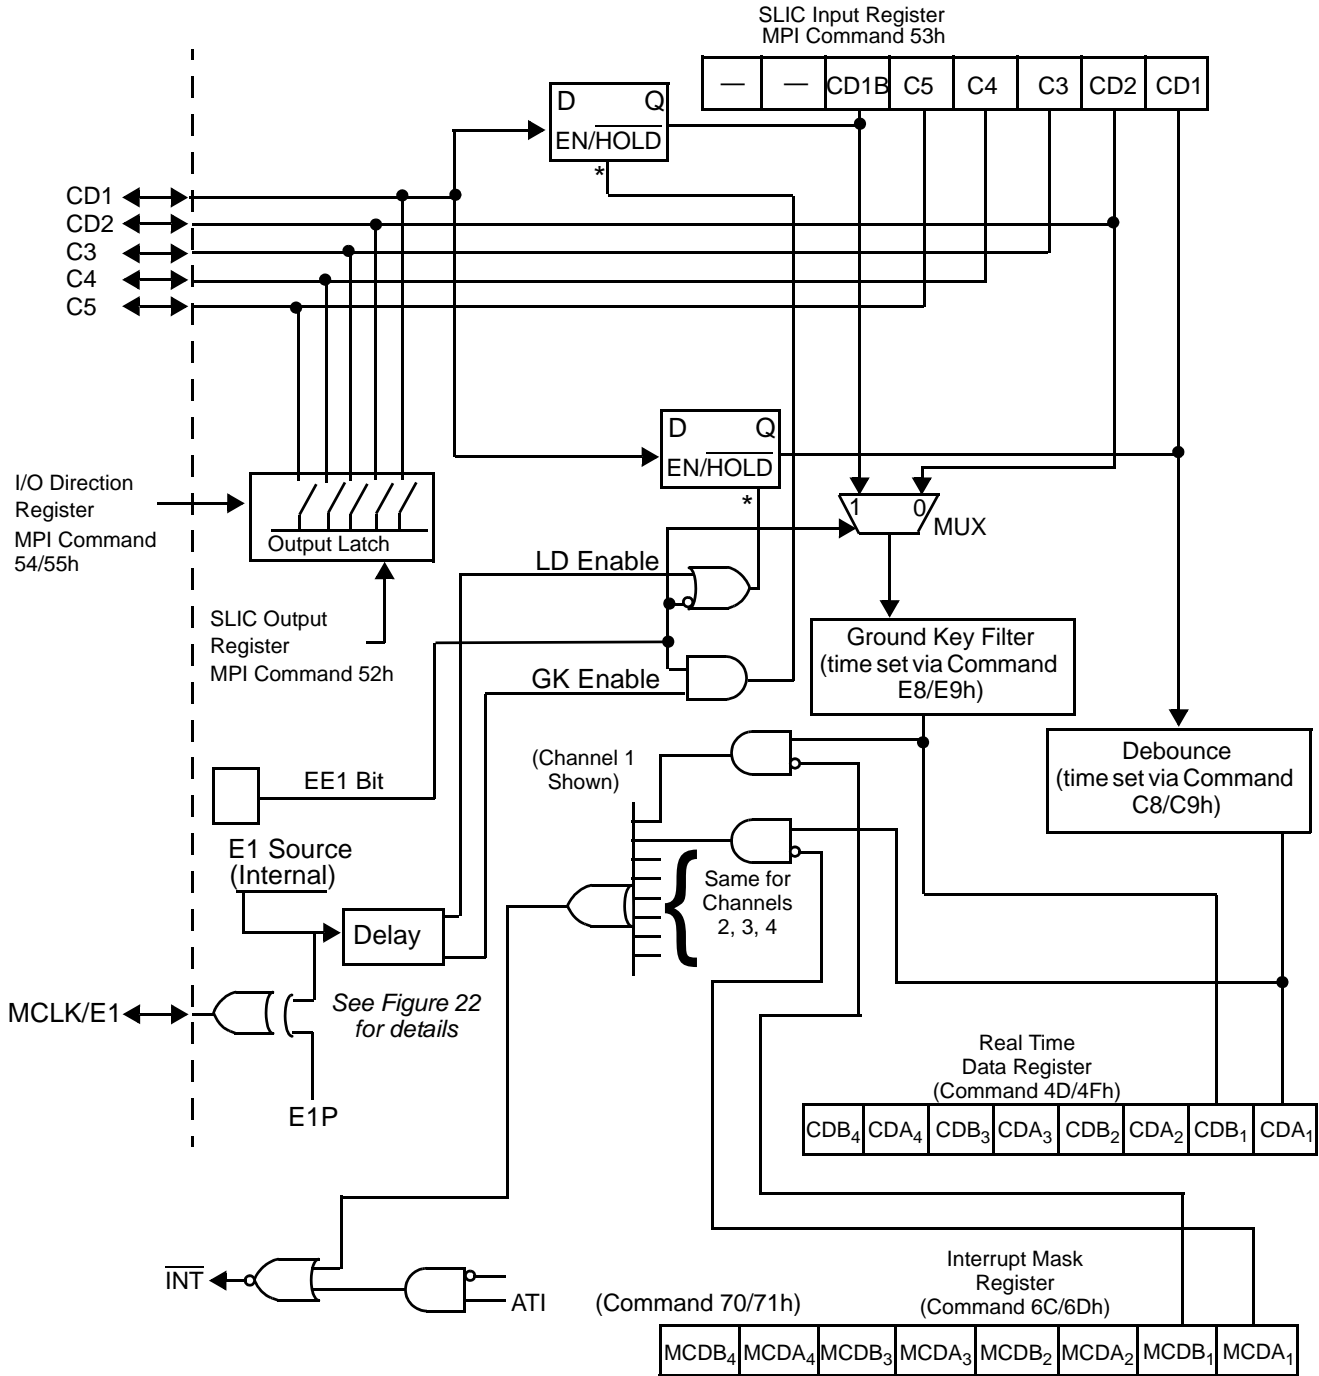 SLIC Input Register
MPI Command 53h
— — CD1B C5 C4 C3 CD2 CD1
D Q
EN/HOLD
*
CD1
CD2
C3
C4
C5
D Q
EN/HOLD
*
I/O Direction
Register
MPI Command
54/55h
Output Latch
1 0
MUX
LD Enable
SLIC Output
Register
MPI Command 52h
GK Enable
Ground Key Filter
(time set via Command
E8/E9h)
(Channel 1
Shown)
Debounce
(time set via Command
C8/C9h)
EE1 Bit
E1 Source
(Internal)
Same for
Channels
2, 3, 4
Delay
See Figure 22
for details
MCLK/E1
E1P
Real Time
Data Register
(Command 4D/4Fh)
CDB4 CDA4 CDB3 CDA3 CDB2 CDA2 CDB1 CDA1
INT
ATI
(Command 70/71h)
Interrupt Mask
Register
(Command 6C/6Dh)
MCDB4 MCDA4 MCDB3 MCDA3 MCDB2 MCDA2 MCDB1 MCDA1